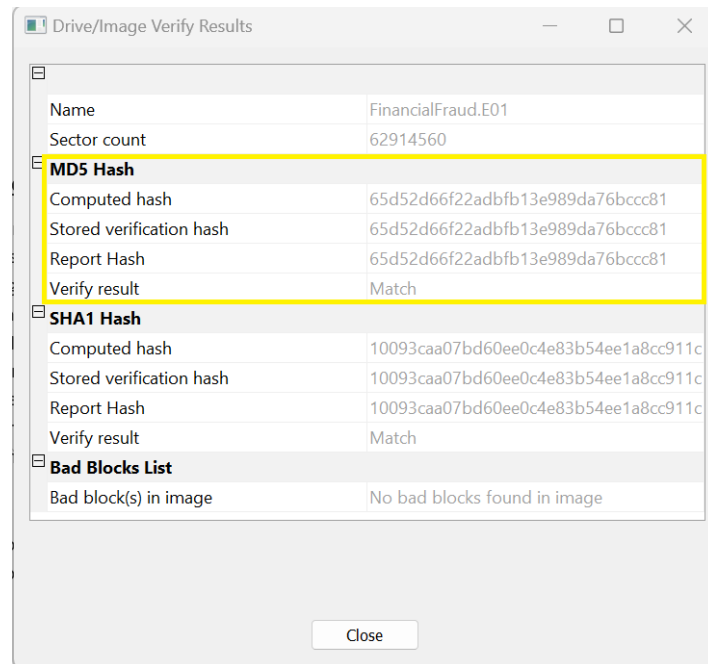 Drive/Image Verify Results
Name FinancialFraud.E01
Sector count 62914560
MD5 Hash
Computed hash 65d52d66f22adbfb13e989da76bccc81
Stored verification hash 65d52d66f22adbfb13e989da76bccc81
Report Hash 65d52d66f22adbfb13e989da76bccc81
Verify result Match
SHA1 Hash
Computed hash 10093caa07bd60ee0c4e83b54ee1a8cc911c
Stored verification hash 10093caa07bd60ee0c4e83b54ee1a8cc911c
Report Hash 10093caa07bd60ee0c4e83b54ee1a8cc911c
Verify result Match
Bad Blocks List
Bad block(s) in image No bad blocks found in image
Close